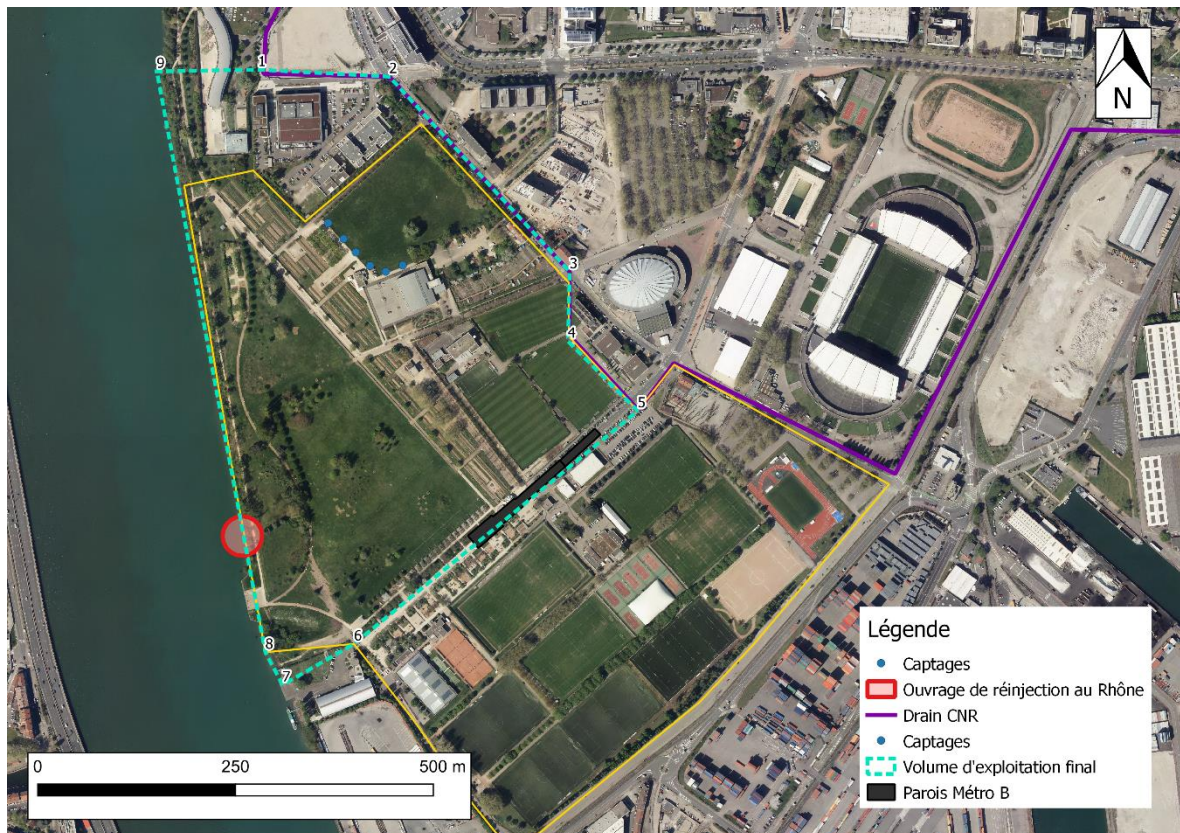 9
1
2
N
3
4
5
6
8
7
0
250
500 m
Légende
Captages
Ouvrage de réinjection au Rhône
Drain CNR
Captages
Volume d'exploitation final
Parois Métro B